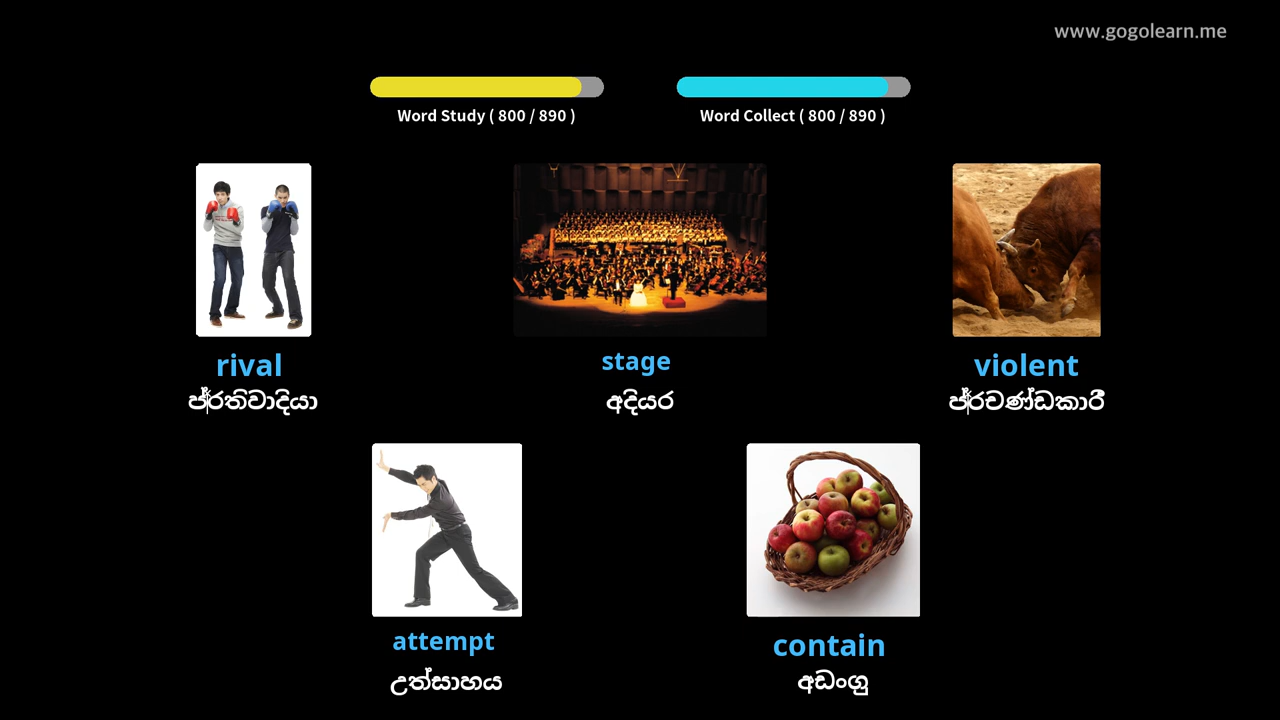 www.gogolearn.me
Word Study ( 800 / 890 )
Word Collect ( 800 / 890 )
rival
ප්‍රතිවාදියා
stage
අදියර
violent
ප්‍රචණ්ඩකාරී
attempt
උත්සාහය
contain
අඩංගු